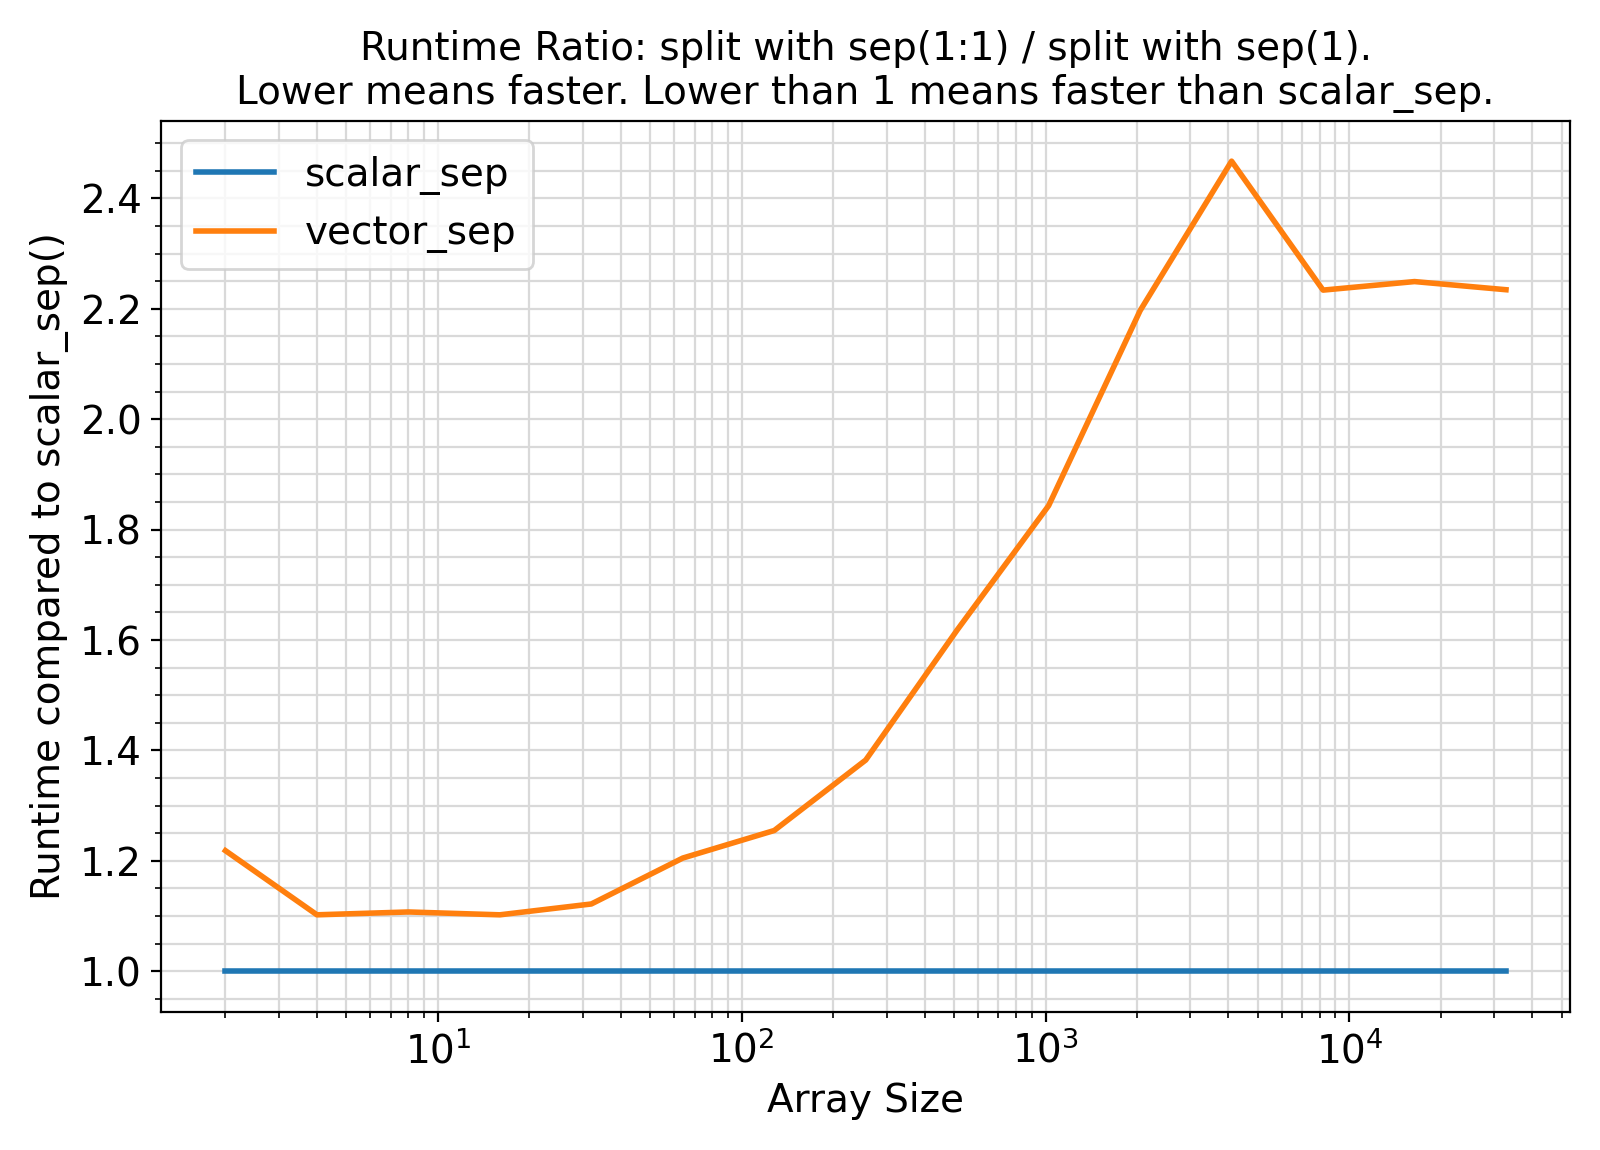 Runtime Ratio: split with sep(1:1) / split with sep(1).
Lower means faster. Lower than 1 means faster than scalar_sep.
scalar_sep
vector_sep
Runtime compared to scalar_sep()
2.4
2.2
2.0
1.8
1.6
1.4
1.2
1.0
10¹ 10² 10³ 10⁴
Array Size